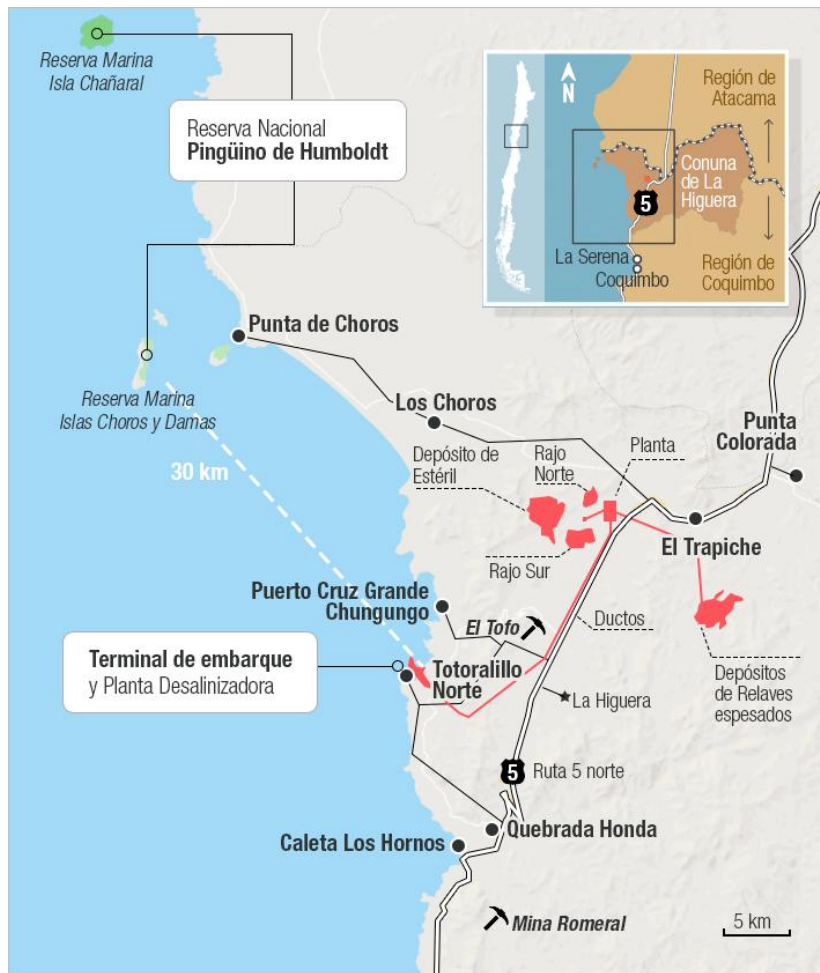 Reserva Marina
Isla Chañaral
Reserva Nacional
Pingüino de Humboldt
N
Región de
Atacama
Conuna
de La
Higuera
5
La Serena
Coquimbo
Región de
Coquimbo
Punta de Choros
Reserva Marina
Islas Choros y Damas
30 km
Los Choros
Punta
Colorada
Depósito de
Estéril
Rajo
Norte
Planta
Rajo Sur
El Trapiche
Puerto Cruz Grande
Chungungo
El Tofo
Ductos
Terminal de embarque
y Planta Desalinizadora
Totoralillo
Norte
La Higuera
Depósitos
de Relaves
espesados
5
Ruta 5 norte
Quebrada Honda
Caleta Los Hornos
Mina Romeral
5 km